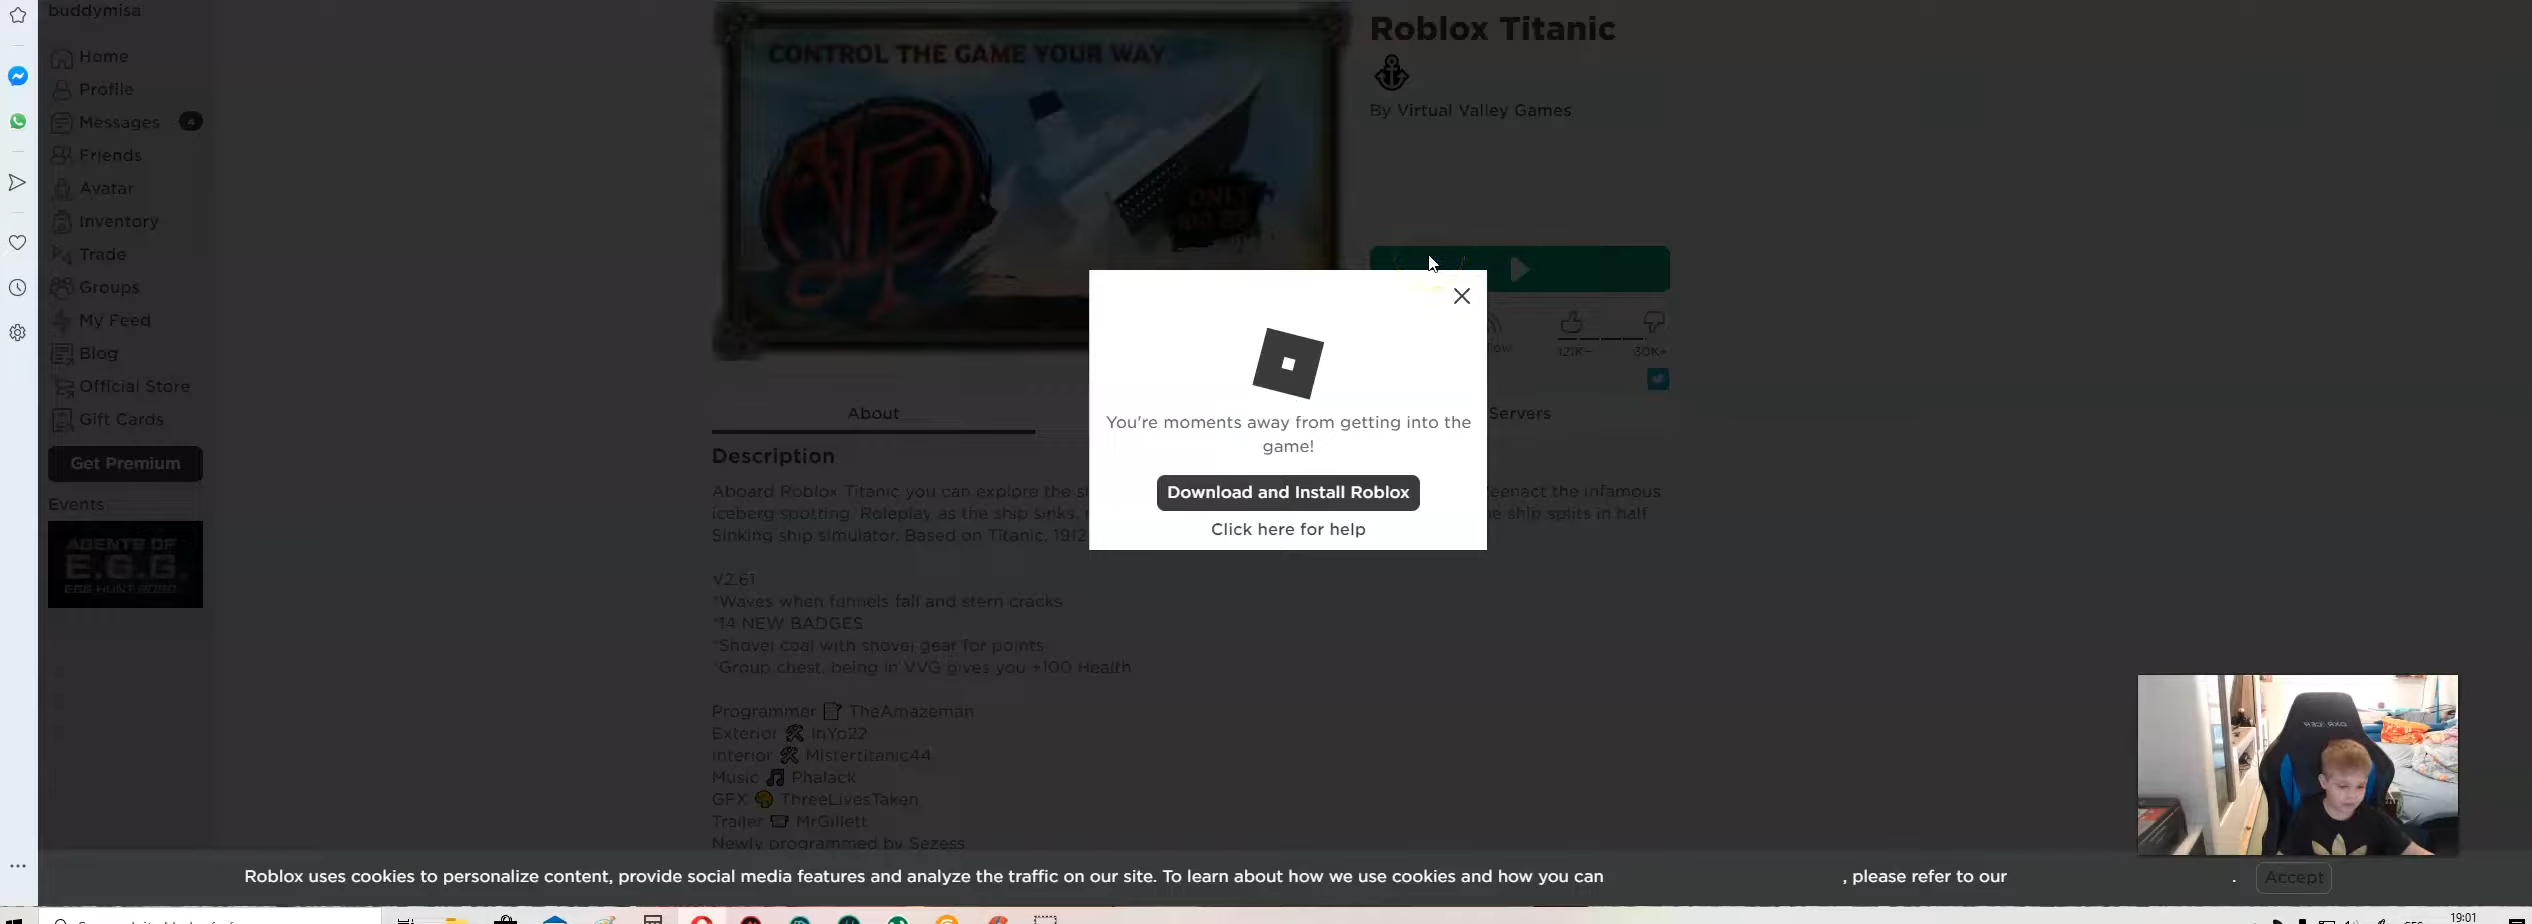 buddymisa
Home
Profile
Messages 4
Friends
Avatar
Inventory
Trade
Groups
My Feed
Blog
Official Store
Gift Cards
Get Premium
Events
AGENTS OF
E.G.G.
EGG HUNT 2020
CONTROL THE GAME YOUR WAY
Roblox Titanic
By Virtual Valley Games
121K+ 30K+
About
Servers
You're moments away from getting into the
game!
Download and Install Roblox
Click here for help
Description
Aboard Roblox Titanic you can explore the reenact the infamous
iceberg spotting. Roleplay as the ship sinks, ship splits in half
Sinking ship simulator. Based on Titanic, 1912
V2.61
*Waves when funnels fall and stern cracks
*14 NEW BADGES
*Shovel coal with shovel gear for points
*Group chest, being in VVG gives you +100 Health
Programmer 📝 TheAmazeman
Exterior 🛠 InYo22
Interior 🛠 Mistertitanic44
Music 🎵 Phalack
GFX ThreeLivesTaken
Trailer MrGillett
Newly programmed by Sezess
Roblox uses cookies to personalize content, provide social media features and analyze the traffic on our site. To learn about how we use cookies and how you can , please refer to our . Accept
19:01